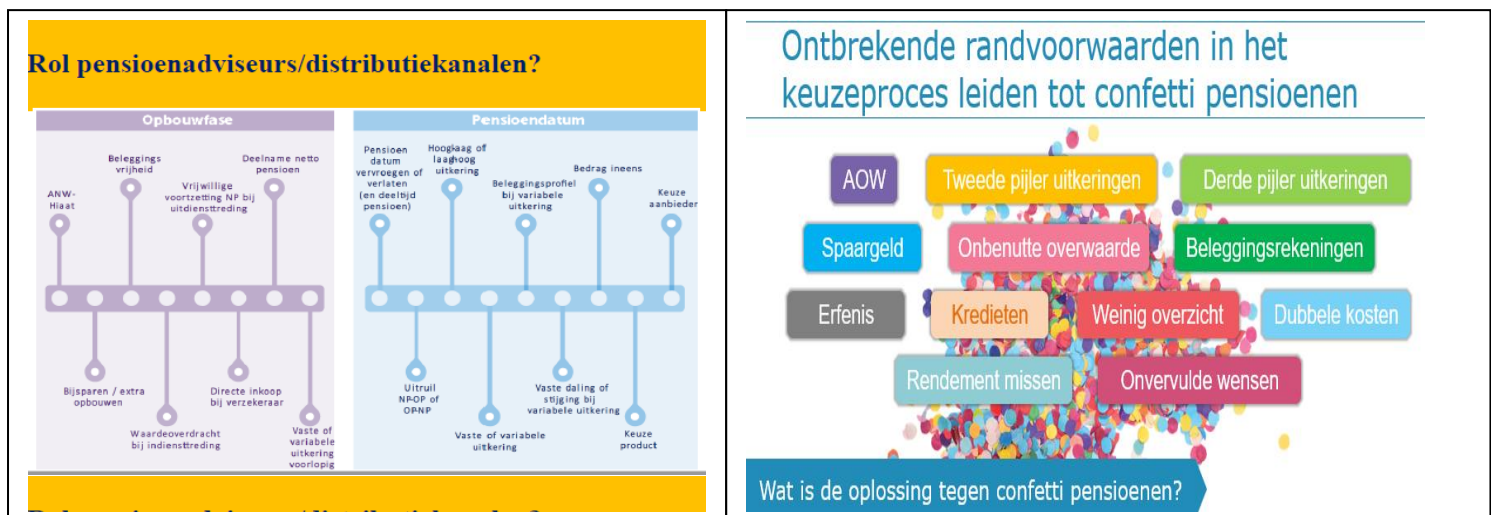 Rol pensioenadviseurs/distributiekanalen?
Opbouwfase
ANW-
Hiaat
Beleggings
vrijheid
Vrijwillige
voortzetting NP bij
uitdiensttreding
Deelname netto
pensioen
Bijsparen / extra
opbouwen
Waardeoverdracht
bij indiensttreding
Directe inkoop
bij verzekeraar
Vaste of
variabele
uitkering
voorlopig
Pensioendatum
Pensioen
datum
vervroegen of
verlaten
(en deeltijd
pensioen)
Hoog-laag of
laag-hoog
uitkering
Beleggingsprofiel
bij variabele
uitkering
Bedrag ineens
Keuze
aanbieder
Uitruil
NP-OP of
OP-NP
Vaste of variabele
uitkering
Vaste daling of
stijging bij
variabele uitkering
Keuze
product
Ontbrekende randvoorwaarden in het
keuzeproces leiden tot confetti pensioenen
AOW
Tweede pijler uitkeringen
Derde pijler uitkeringen
Spaargeld
Onbenutte overwaarde
Beleggingsrekeningen
Erfenis
Kredieten
Weinig overzicht
Dubbele kosten
Rendement missen
Onvervulde wensen
Wat is de oplossing tegen confetti pensioenen?